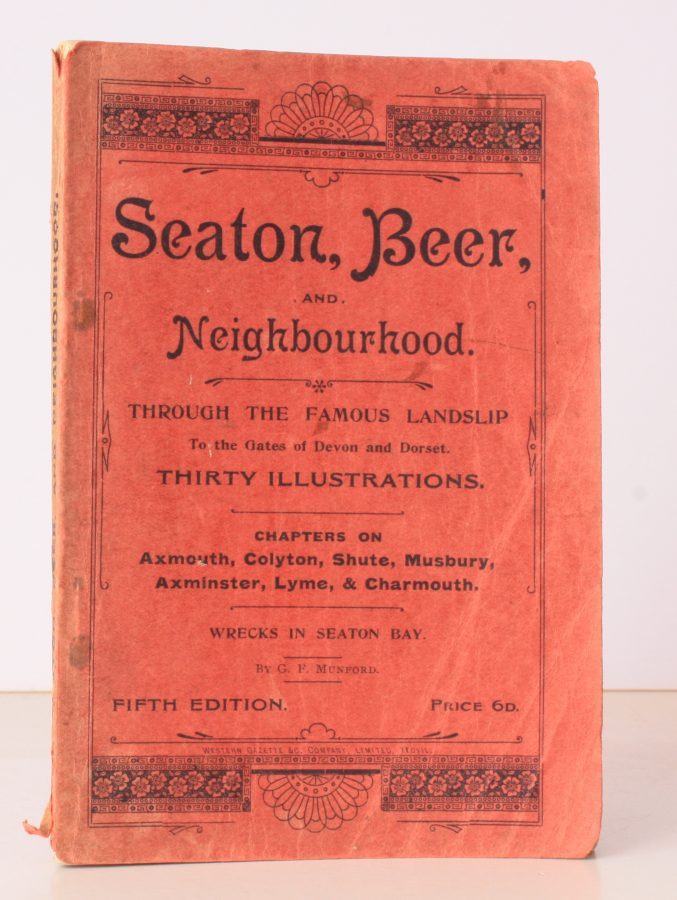 Seaton, Beer,
AND
Neighbourhood.
THROUGH THE FAMOUS LANDSLIP
To the Gates of Devon and Dorset.
THIRTY ILLUSTRATIONS.
CHAPTERS ON
Axmouth, Colyton, Shute, Musbury,
Axminster, Lyme, & Charmouth.
WRECKS IN SEATON BAY.
BY G. F. MUNFORD.
FIFTH EDITION. PRICE 6D.
WESTERN GAZETTE &C. COMPANY, LIMITED,
NEIGHBOURHOOD.